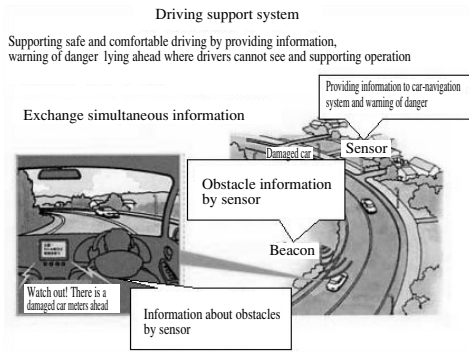 Driving support system
Supporting safe and comfortable driving by providing information,
warning of danger lying ahead where drivers cannot see and supporting operation
Providing information to car-navigation
system and warning of danger
Exchange simultaneous information
Damaged car
Sensor
Obstacle information
by sensor
Beacon
Watch out! There is a
damaged car meters ahead
Information about obstacles
by sensor